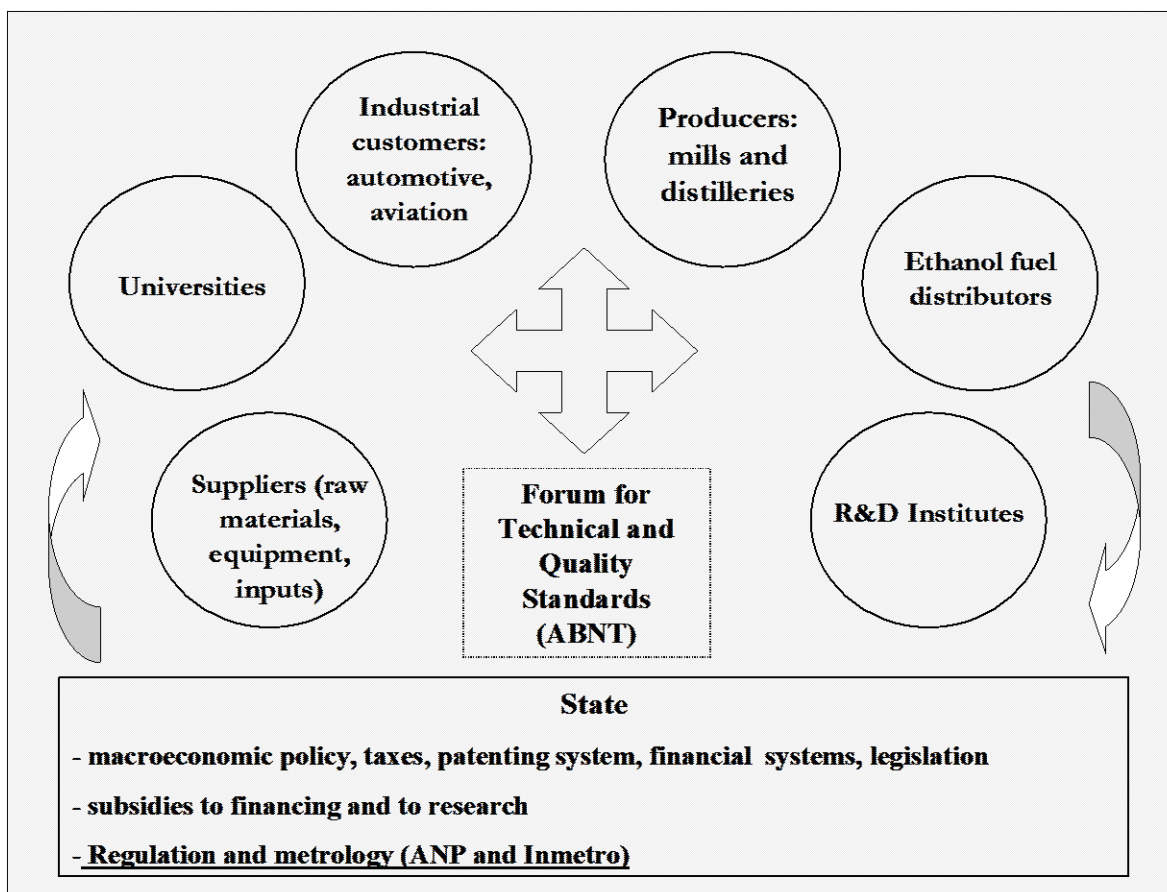 Industrial
customers:
automotive,
aviation
Producers:
mills and
distilleries
Universities
Ethanol fuel
distributors
Suppliers (raw
materials,
equipment,
inputs)
Forum for
Technical and
Quality
Standards
(ABNT)
R&D Institutes
State
- macroeconomic policy, taxes, patenting system, financial systems, legislation
- subsidies to financing and to research
- Regulation and metrology (ANP and Inmetro)